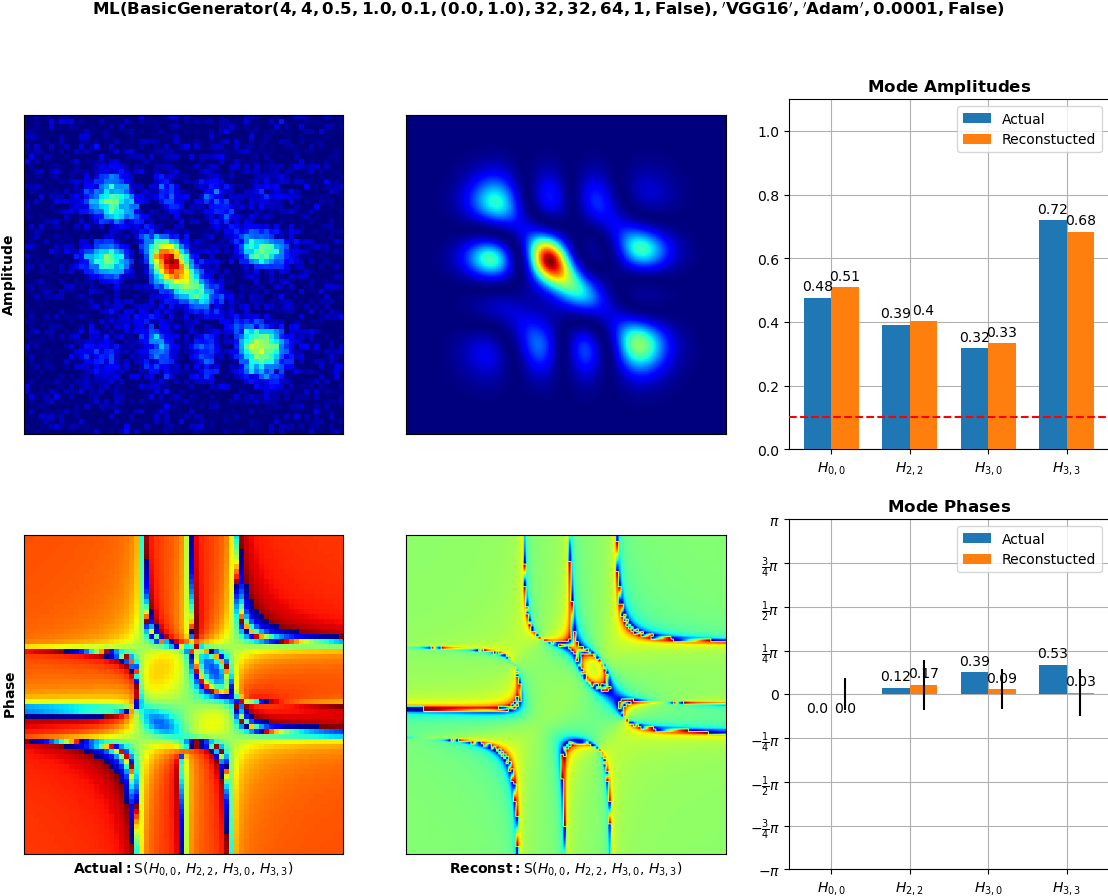 ML(BasicGenerator(4, 4, 0.5, 1.0, 0.1, (0.0, 1.0), 32, 32, 64, 1, False), ′VGG16′, ′Adam′, 0.0001, False)
Amplitude
Mode Amplitudes
Actual
Reconstucted
1.0
0.8
0.6
0.4
0.2
0.0
0.48 0.51
0.39 0.4
0.32 0.33
0.72 0.68
H0,0 H2,2 H3,0 H3,3
Phase
Actual: S(H0,0, H2,2, H3,0, H3,3)
Reconst: S(H0,0, H2,2, H3,0, H3,3)
Mode Phases
Actual
Reconstucted
π
3/4π
1/2π
1/4π
0
−1/4π
−1/2π
−3/4π
−π
0.0 0.0
0.12 0.17
0.39 0.09
0.53 0.03
H0,0 H2,2 H3,0 H3,3